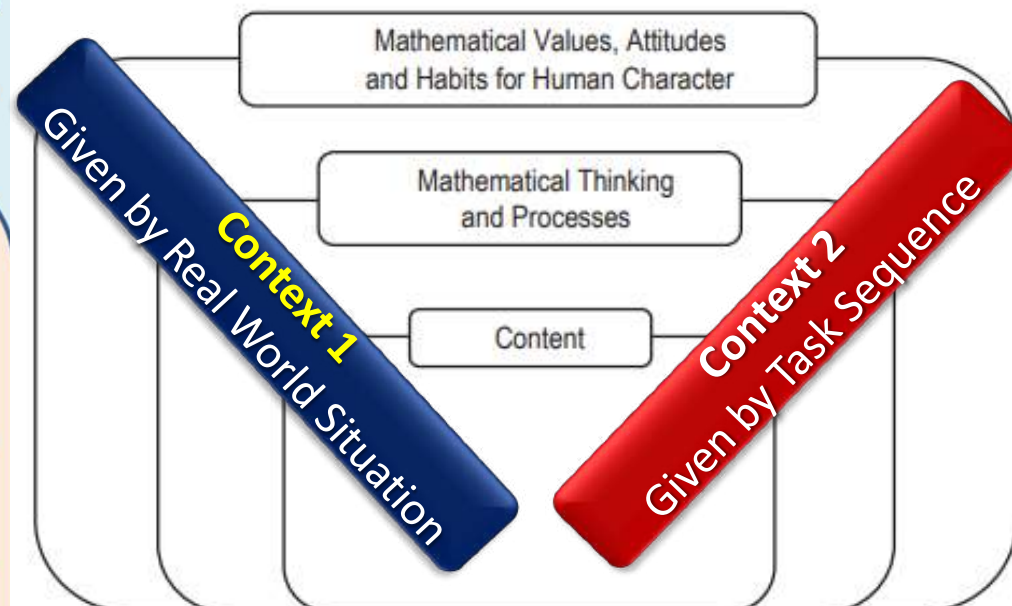 Mathematical Values, Attitudes
and Habits for Human Character
Mathematical Thinking
and Processes
Content
Context 1
Given by Real World Situation
Context 2
Given by Task Sequence